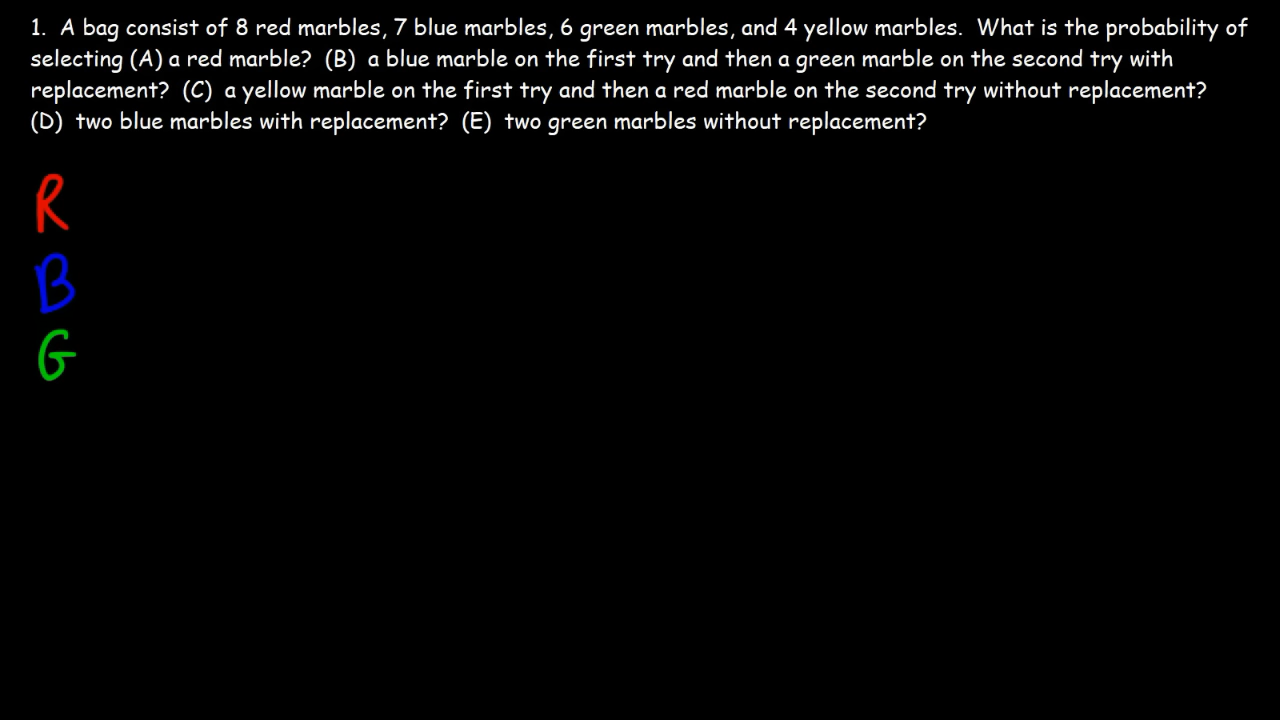 1. A bag consist of 8 red marbles, 7 blue marbles, 6 green marbles, and 4 yellow marbles. What is the probability of
selecting (A) a red marble? (B) a blue marble on the first try and then a green marble on the second try with
replacement? (C) a yellow marble on the first try and then a red marble on the second try without replacement?
(D) two blue marbles with replacement? (E) two green marbles without replacement?
R
B
G